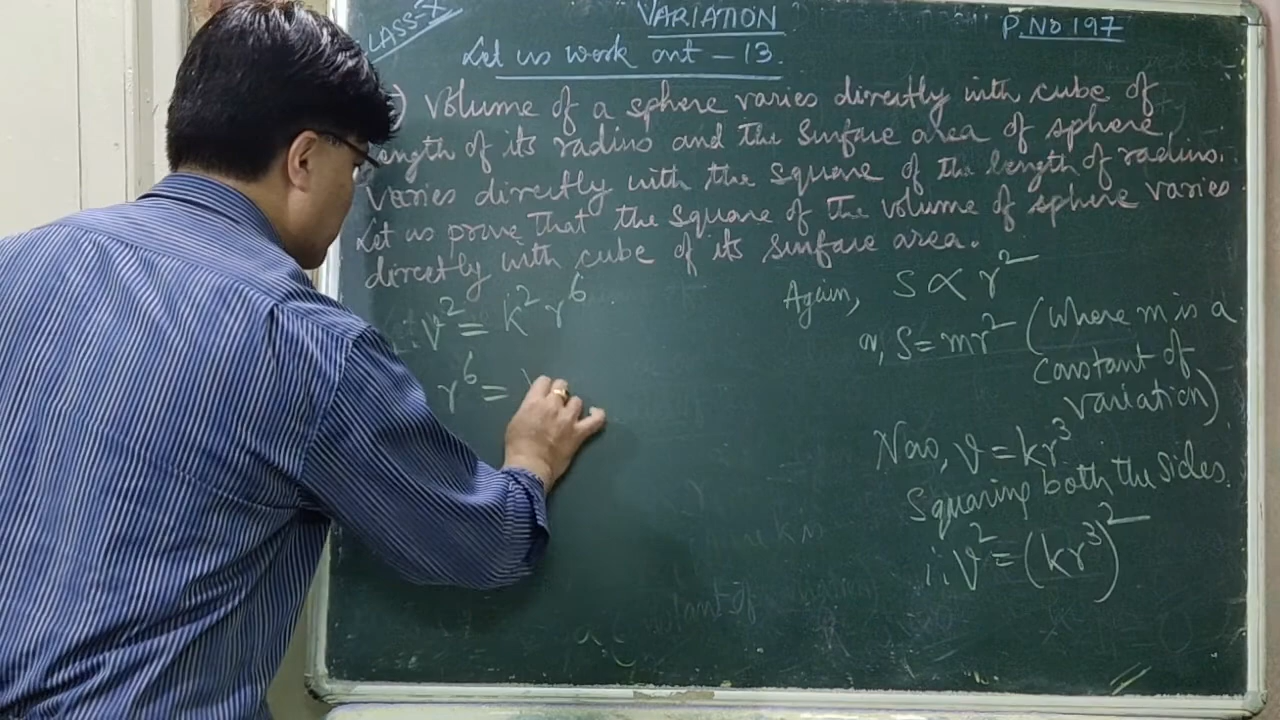 CLASS-X
VARIATION
P. NO 197
Let us work out - 13.
) Volume of a sphere varies directly with cube of
length of its radius and the surface area of sphere
varies directly with the square of the length of radius.
Let us prove that the square of the volume of sphere varies
directly with cube of its surface area.
v² = k² r⁶
r⁶ =
Again, S ∝ r²
or, S = mr² (where m is a
constant of
variation)
Now, v = kr³
Squaring both the sides.
∴ v² = (kr³)²